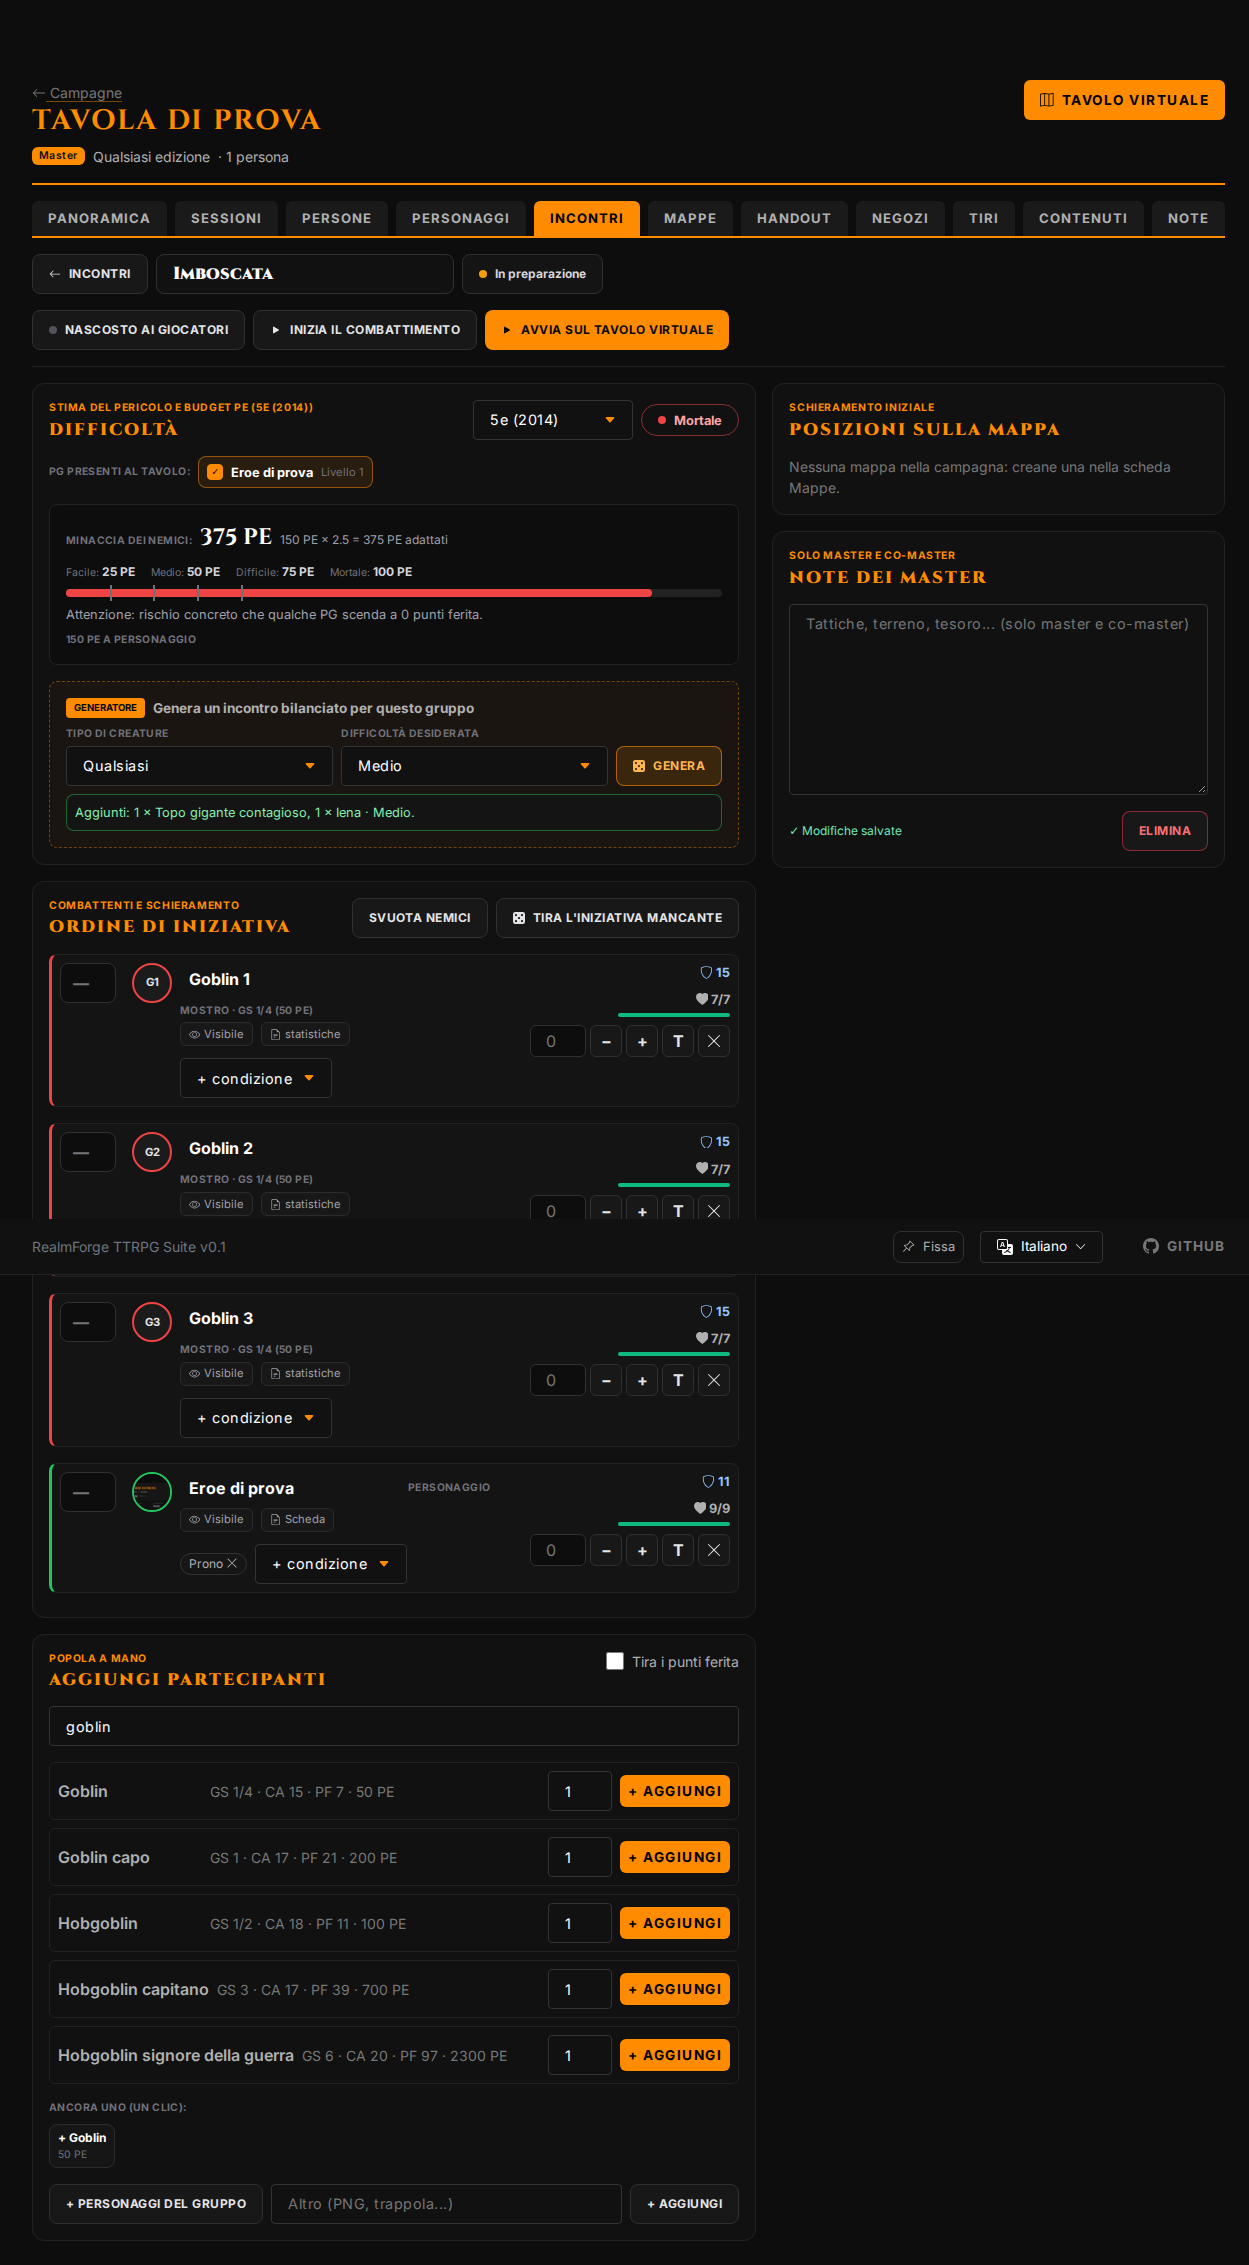 ← Campagne
TAVOLA DI PROVA
TAVOLO VIRTUALE
Master Qualsiasi edizione · 1 persona
PANORAMICA SESSIONI PERSONE PERSONAGGI INCONTRI MAPPE HANDOUT NEGOZI TIRI CONTENUTI NOTE
← INCONTRI Imboscata In preparazione
NASCOSTO AI GIOCATORI INIZIA IL COMBATTIMENTO AVVIA SUL TAVOLO VIRTUALE
STIMA DEL PERICOLO E BUDGET PE (5E (2014))
DIFFICOLTÀ
5e (2014) Mortale
PG PRESENTI AL TAVOLO: ✓ Eroe di prova Livello 1
MINACCIA DEI NEMICI: 375 PE 150 PE × 2.5 = 375 PE adattati
Facile: 25 PE Medio: 50 PE Difficile: 75 PE Mortale: 100 PE
Attenzione: rischio concreto che qualche PG scenda a 0 punti ferita.
150 PE A PERSONAGGIO
GENERATORE Genera un incontro bilanciato per questo gruppo
TIPO DI CREATURE DIFFICOLTÀ DESIDERATA
Qualsiasi Medio GENERA
Aggiunti: 1 × Topo gigante contagioso, 1 × Iena · Medio.
SCHIERAMENTO INIZIALE
POSIZIONI SULLA MAPPA
Nessuna mappa nella campagna: creane una nella scheda
Mappe.
SOLO MASTER E CO-MASTER
NOTE DEI MASTER
Tattiche, terreno, tesoro... (solo master e co-master)
✓ Modifiche salvate ELIMINA
COMBATTENTI E SCHIERAMENTO
ORDINE DI INIZIATIVA
SVUOTA NEMICI TIRA L'INIZIATIVA MANCANTE
— G1 Goblin 1 15
MOSTRO · GS 1/4 (50 PE) 7/7
Visibile statistiche
0 − + T
+ condizione
— G2 Goblin 2 15
MOSTRO · GS 1/4 (50 PE) 7/7
Visibile statistiche
0 − + T
RealmForge TTRPG Suite v0.1 Fissa Italiano GITHUB
— G3 Goblin 3 15
MOSTRO · GS 1/4 (50 PE) 7/7
Visibile statistiche
0 − + T
+ condizione
— Eroe di prova PERSONAGGIO 11
9/9
Visibile Scheda
0 − + T
Prono + condizione
POPOLA A MANO
AGGIUNGI PARTECIPANTI
Tira i punti ferita
goblin
Goblin GS 1/4 · CA 15 · PF 7 · 50 PE 1 + AGGIUNGI
Goblin capo GS 1 · CA 17 · PF 21 · 200 PE 1 + AGGIUNGI
Hobgoblin GS 1/2 · CA 18 · PF 11 · 100 PE 1 + AGGIUNGI
Hobgoblin capitano GS 3 · CA 17 · PF 39 · 700 PE 1 + AGGIUNGI
Hobgoblin signore della guerra GS 6 · CA 20 · PF 97 · 2300 PE 1 + AGGIUNGI
ANCORA UNO (UN CLIC):
+ Goblin
50 PE
+ PERSONAGGI DEL GRUPPO Altro (PNG, trappola...) + AGGIUNGI